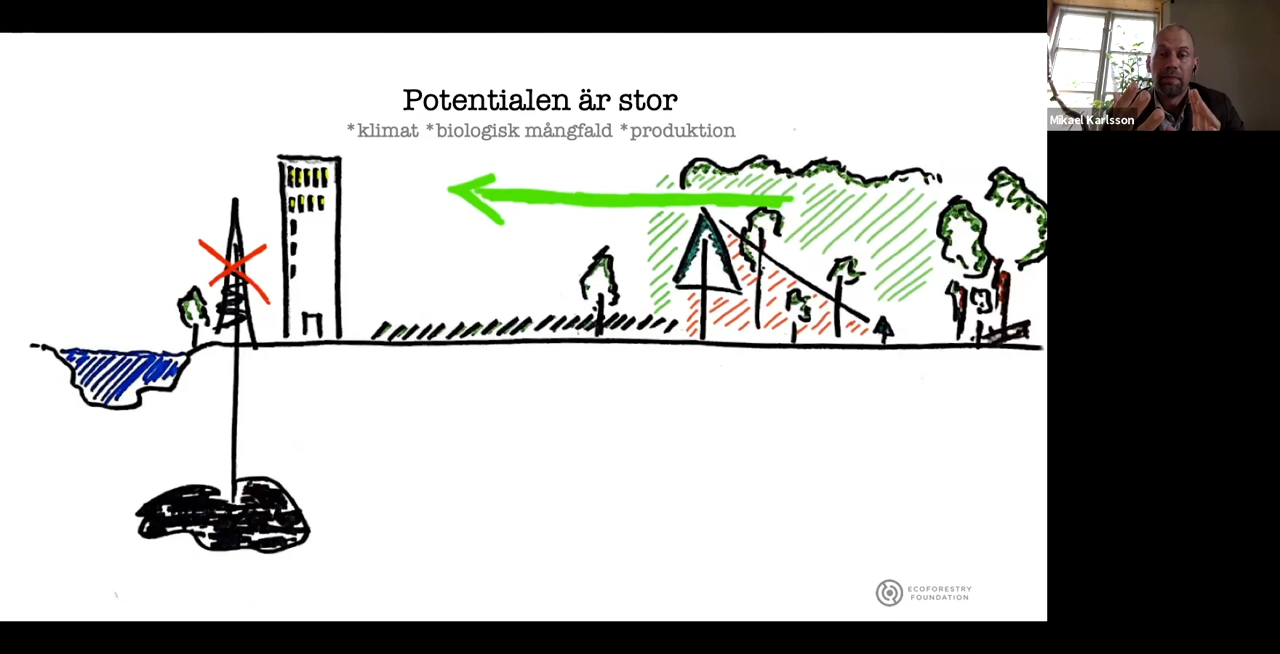 Potentialen är stor
*klimat *biologisk mångfald *produktion
Mikael Karlsson
ECOFORESTRY
FOUNDATION